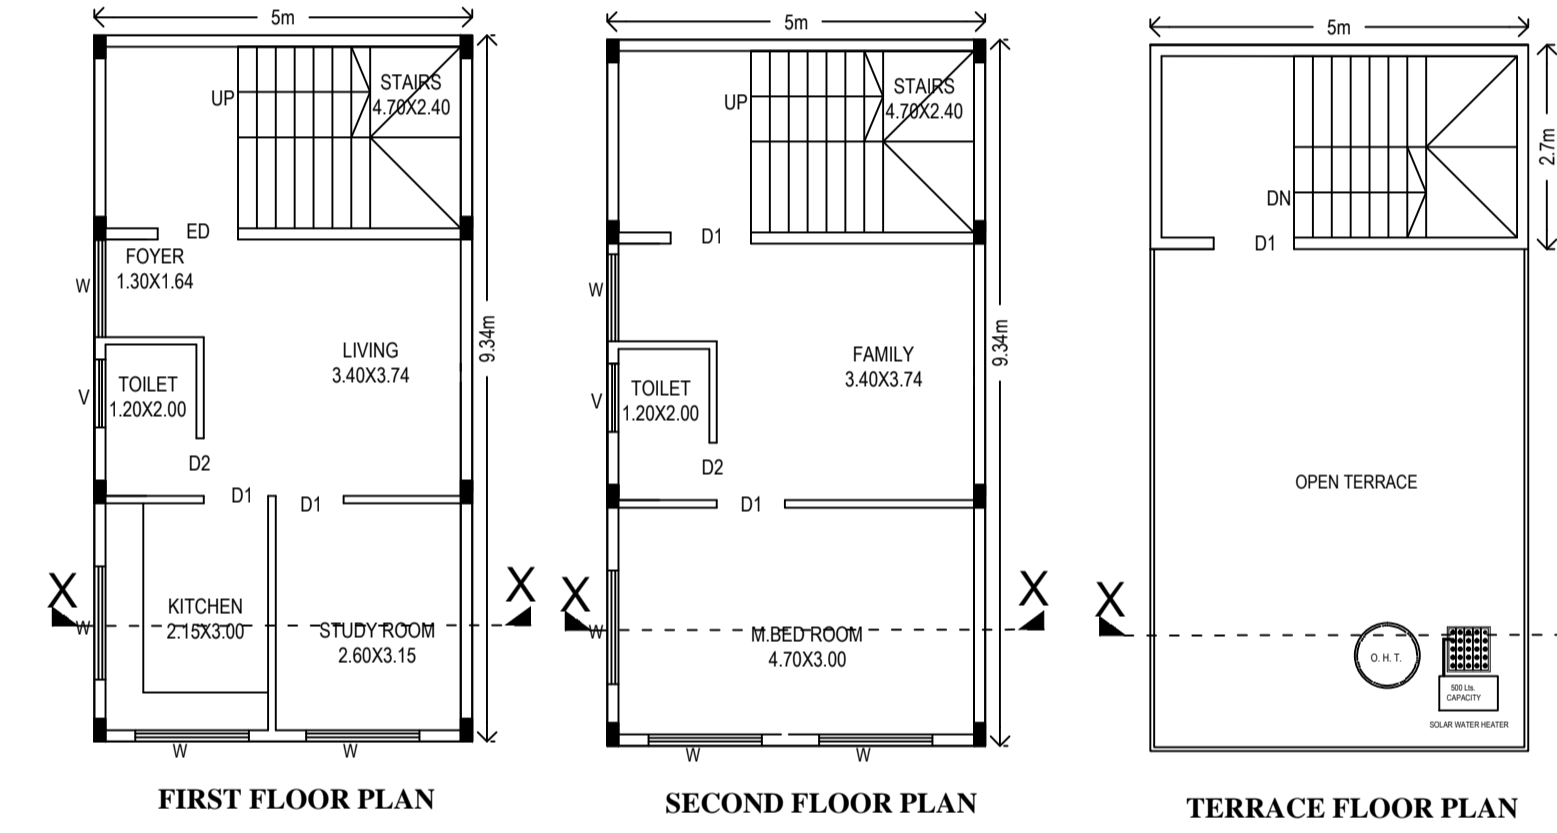 5m
STAIRS
4.70X2.40
UP
ED
FOYER
1.30X1.64
W
LIVING
3.40X3.74
9.34m
TOILET
1.20X2.00
V
D2
D1
D1
X
X
KITCHEN
2.15X3.00
W
STUDY ROOM
2.60X3.15
W
W
FIRST FLOOR PLAN
5m
STAIRS
4.70X2.40
UP
D1
W
FAMILY
3.40X3.74
9.34m
TOILET
1.20X2.00
V
D2
D1
X
X
W
M.BED ROOM
4.70X3.00
W
W
SECOND FLOOR PLAN
5m
2.7m
DN
D1
OPEN TERRACE
X
O. H. T.
500 Lts.
CAPACITY
SOLAR WATER HEATER
TERRACE FLOOR PLAN